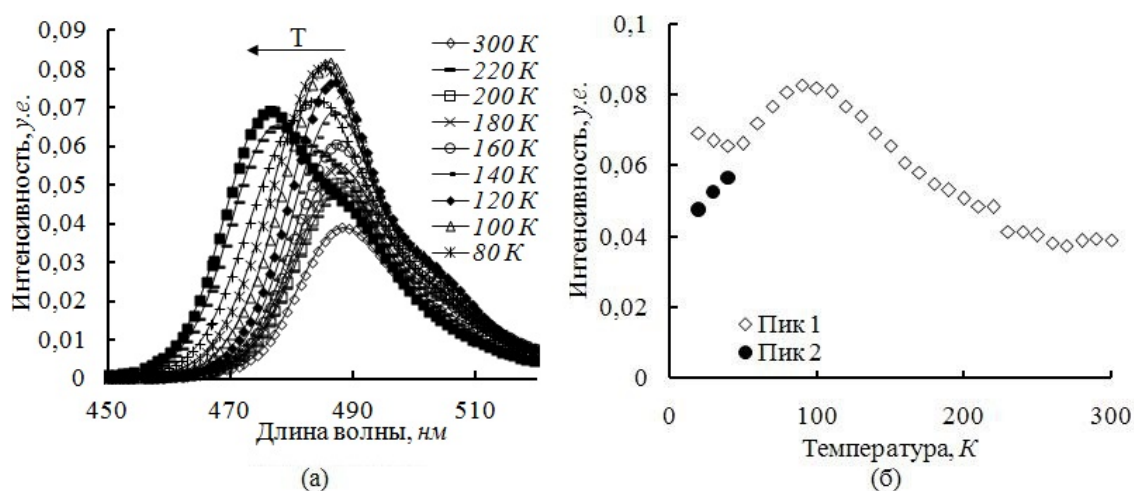 Интенсивность, у.е.
0,09
0,08
0,07
0,06
0,05
0,04
0,03
0,02
0,01
0
T
300 К
220 К
200 К
180 К
160 К
140 К
120 К
100 К
80 К
450 470 490 510
Длина волны, нм
(а)
Интенсивность, у.е.
0,1
0,08
0,06
0,04
0,02
0
Пик 1
Пик 2
0 100 200 300
Температура, К
(б)